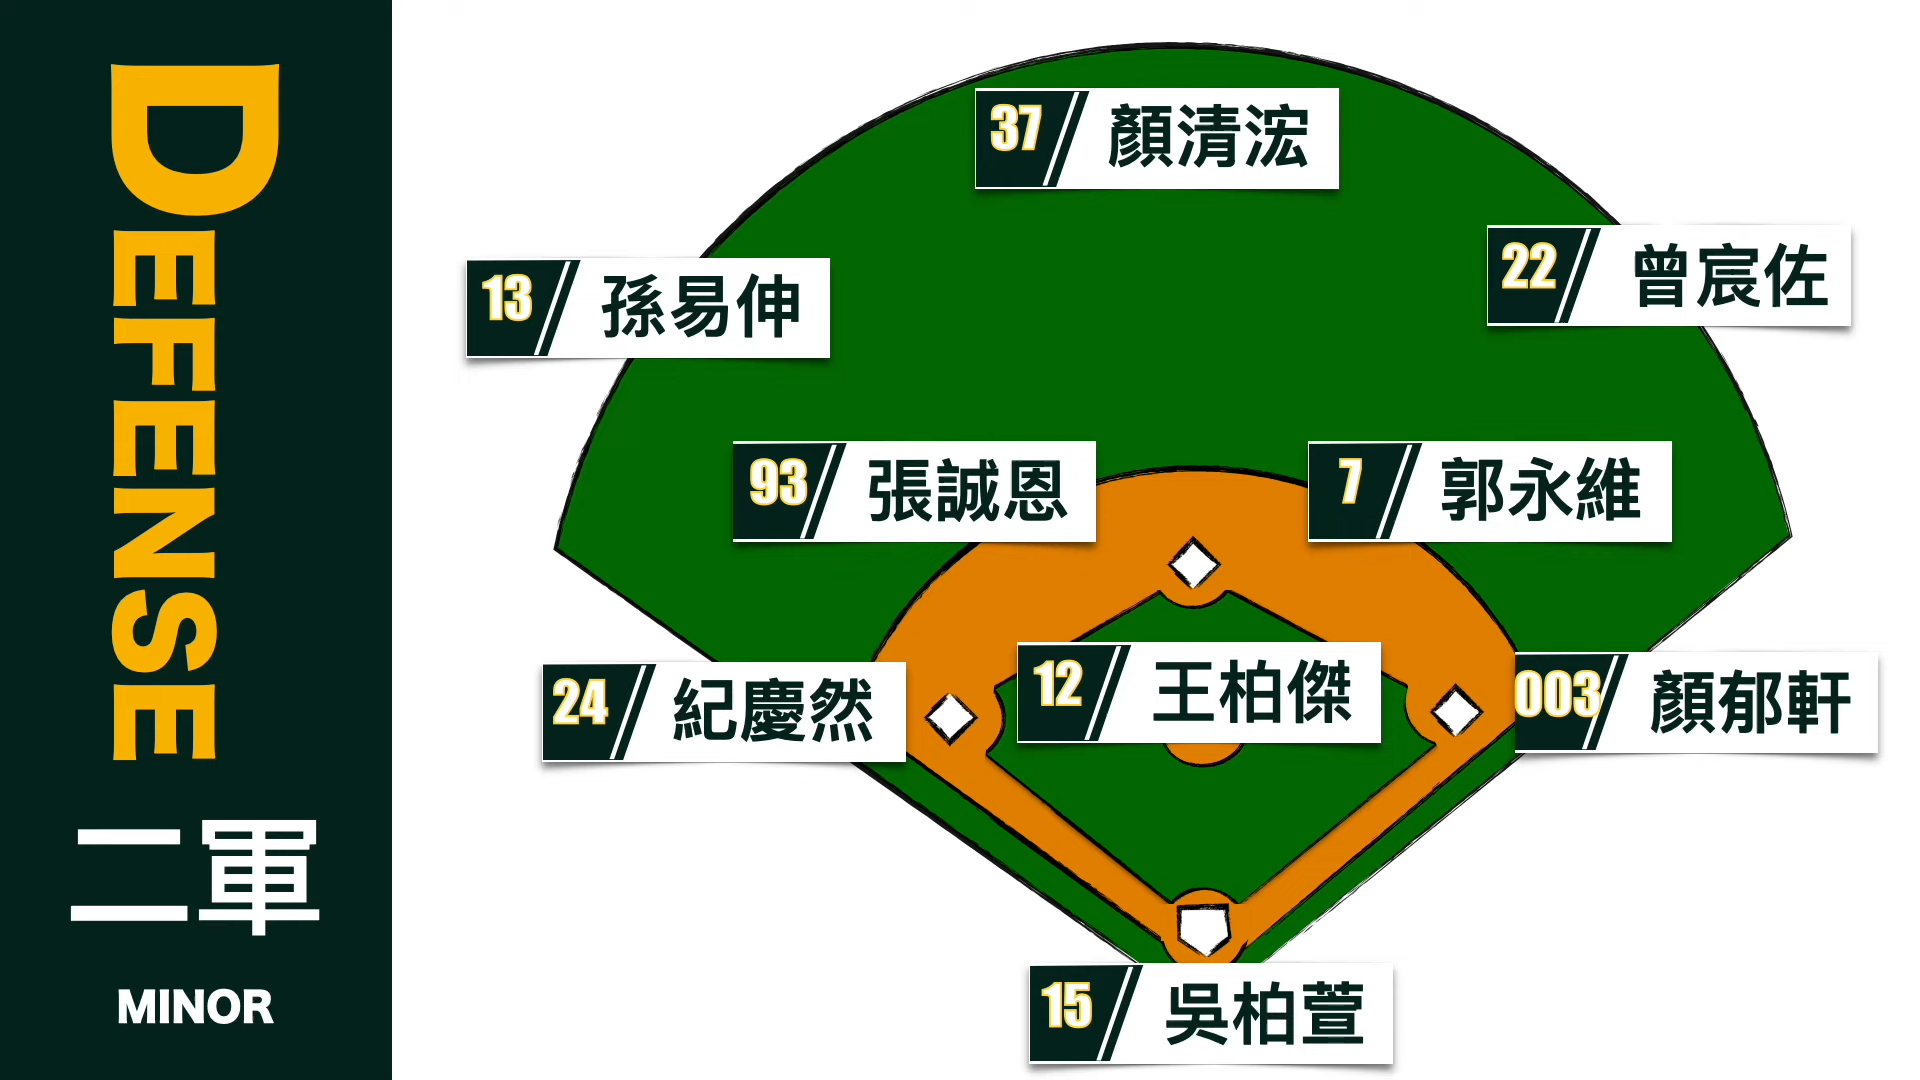 DEFENSE
二軍
MINOR
37 顏清浤
22 曾宸佐
13 孫易伸
93 張誠恩
7 郭永維
12 王柏傑
003 顏郁軒
24 紀慶然
15 吳柏萱